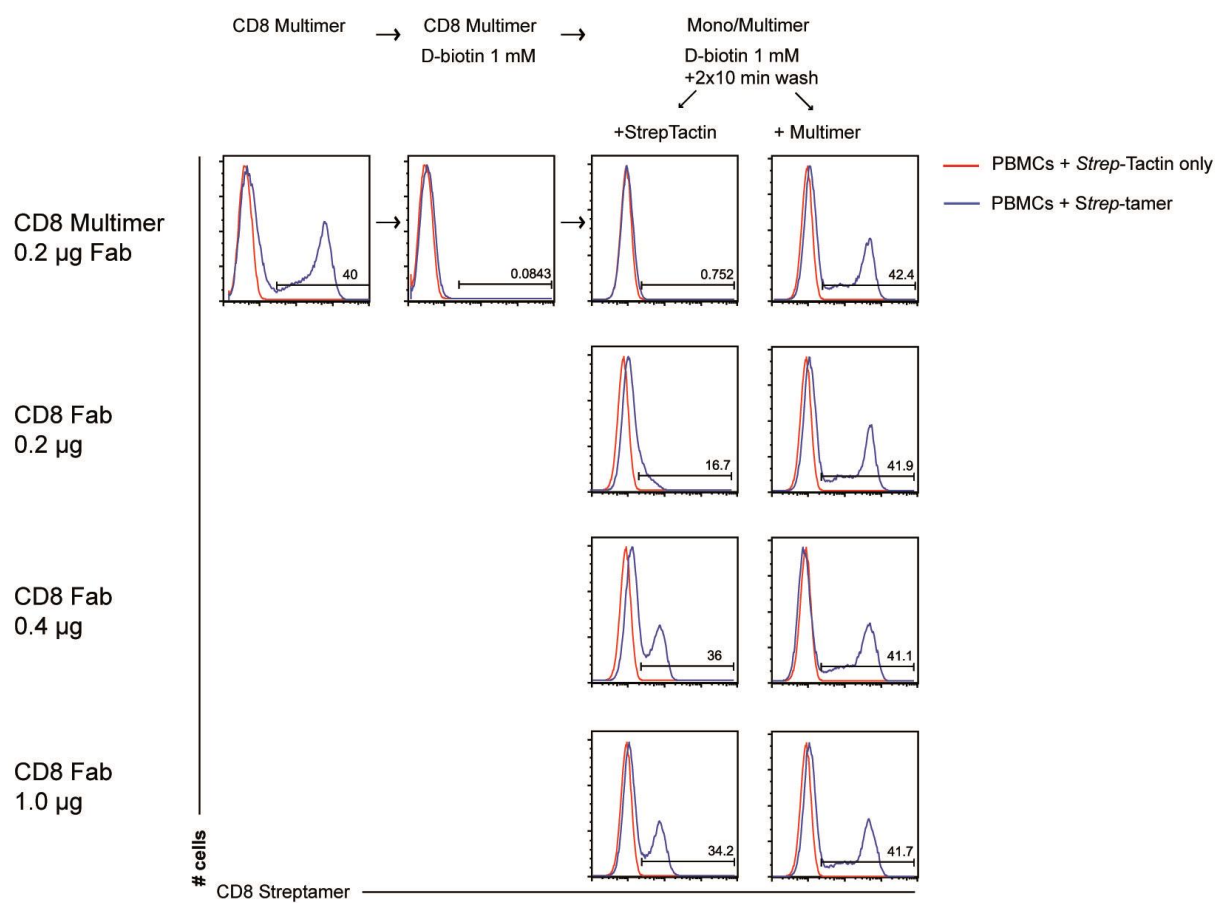 CD8 Multimer → CD8 Multimer → Mono/Multimer
D-biotin 1 mM D-biotin 1 mM
+2x10 min wash
+StrepTactin + Multimer
PBMCs + Strep-Tactin only
PBMCs + Strep-tamer
CD8 Multimer
0.2 µg Fab
40
0.0843
0.752
42.4
CD8 Fab
0.2 µg
16.7
41.9
CD8 Fab
0.4 µg
36
41.1
CD8 Fab
1.0 µg
34.2
41.7
# cells
CD8 Streptamer